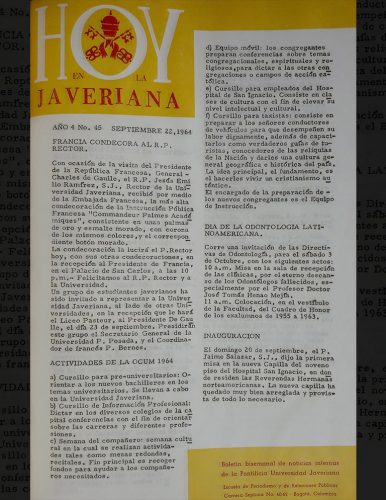 HOY
EN LA
JAVERIANA
AÑO 4 No. 45 SEPTIEMBRE 22, 1964
FRANCIA CONDECORA AL R.P.
RECTOR.
Con ocasión de la visita del Presidente
de la República Francesa, General
Charles de Gaulle, el R.P. Jesús Emi
lio Ramírez, S.J., Rector de la Uni
versidad Javeriana, recibió por medio
de la Embajada Francesa, la más alta
condecoración de la Instrucción Pública
Francesa "Commandeur Palmes Acadé
miques", consistente en unas palmas
de oro y esmalte morado, con corona
de los mismos colores, y el correspon
diente botón morado.
La condecoración la lucirá el P. Rector
hoy, con sus otras condecoraciones, en
la recepción al Presidente de Francia,
en el Palacio de San Carlos, a las 10
p.m.- Felicitamos al R.P. Rector y a
la Universidad.
Un grupo de estudiantes javerianos ha
sido invitado a representar a la Univer
sidad Javeriana, al lado de otras Uni-
versidades, en la recepción que le hará
el Liceo Pasteur, al Presidente De Gau
lle, el día 23 de septiembre. Presidirán
este grupo el Secretario General de la
Universidad P. Posada, y el Coordina-
dor de francés P. Berner.
ACTIVIDADES DE LA OCUM 1964
a) Cursillo para pre-universitarios: O-
rientar a los nuevos bachilleres en los
temas universitarios. Se llevan a cabo
en la Universidad Javeriana.
b) Cursillo de Información Profesional:
Dictar en los diversos colegios de la ca
pital conferencias con el fin de orientar
sobre las carreras y diferentes profe-
siones.
c) Semana del compañero: semana cultu
ral en la cual se realizan activida-
des tales como mesas redondas,
recitales. Fin principal es recoger
fondos para ayudar a los compañe-
ros necesitados.
d) Equipo móvil: los congregantes
preparan conferencias sobre temas
congregacionales, espirituales y re
ligiosos, para dictar a las otras con
gregaciones o campos de acción ca-
tólica.
e) Cursillo para empleados del Hos-
pital de San Ignacio. Consiste en cla
ses de cultura con el fin de elevar su
nivel intelectual y cultural.
f) Cursillo para taxistas: consiste en
preparar a los señores conductores
de vehículos para que desempeñen su
labor dignamente, además de capaci-
tarlos como verdaderos guías de tu-
ristas, conocedores de las reliquias
de la Nación y darles una cultura ge-
neral geográfica e histórica del país.
La idea principal, el fundamento, es
el hacerles vivir un cristianismo au
téntico.
El encargado de la preparación de-
los nuevos congregantes es el Equipo
de Instrucción.
DIA DE LA ODONTOLOGIA LATI-
NOAMERICANA.
Corre una invitación de las Directi-
vas de Odontología, para el sábado 3
de Octubre, con los siguientes actos:
10 a.m. Misa en la sala de recepción
de las clínicas, por el eterno descan-
so de los Odontólogos fallecidos, es-
pecialmente por el Profesor Doctor
José Tomás Henao Mejía.
11 a.m. Colocación, en el vestíbulo
de la Facultad, del Cuadro de Honor
de los exalumnos de 1955 a 1963.
INAUGURACION
El domingo 20 de septiembre, el P.
Jaime Salazar, S.J., dijo la primera
misa en la nueva Capilla del noveno
piso del Hospital San Ignacio, en don
de residen las Reverendas Hermanas
norteamericanas. La nueva capilla ha
quedado muy bien arreglada y provis-
ta de todo lo necesario.
Boletín bisemanal de noticias internas
de la Pontificia Universidad Javeriana
Escuela de Periodismo y de Relaciones Públicas
Carrera Séptima No. 40-62 - Bogotá, Colombia.